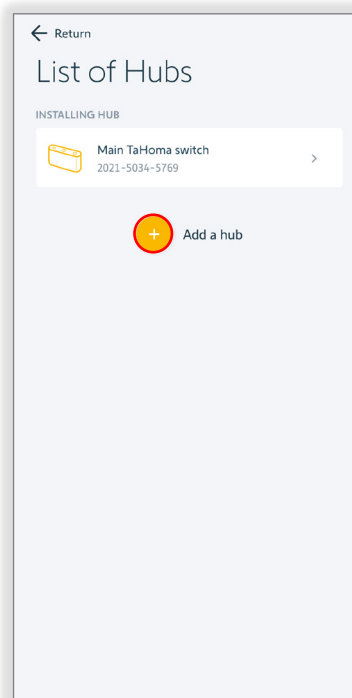 Return
List of Hubs
INSTALLING HUB
Main TaHoma switch
2021-5034-5769
Add a hub